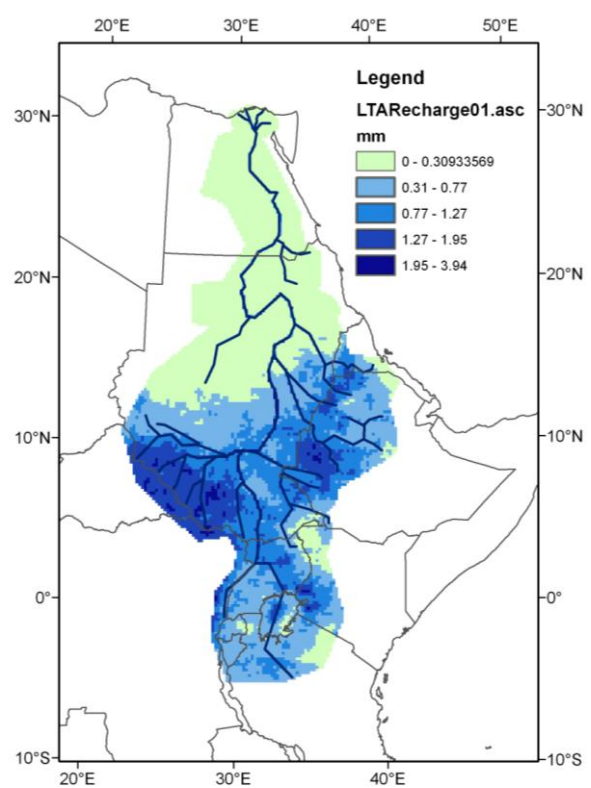 20°E 30°E 40°E 50°E
Legend
LTARecharge01.asc
mm
0 - 0.30933569
0.31 - 0.77
0.77 - 1.27
1.27 - 1.95
1.95 - 3.94
30°N 30°N
20°N 20°N
10°N 10°N
0° 0°
10°S 10°S
20°E 30°E 40°E